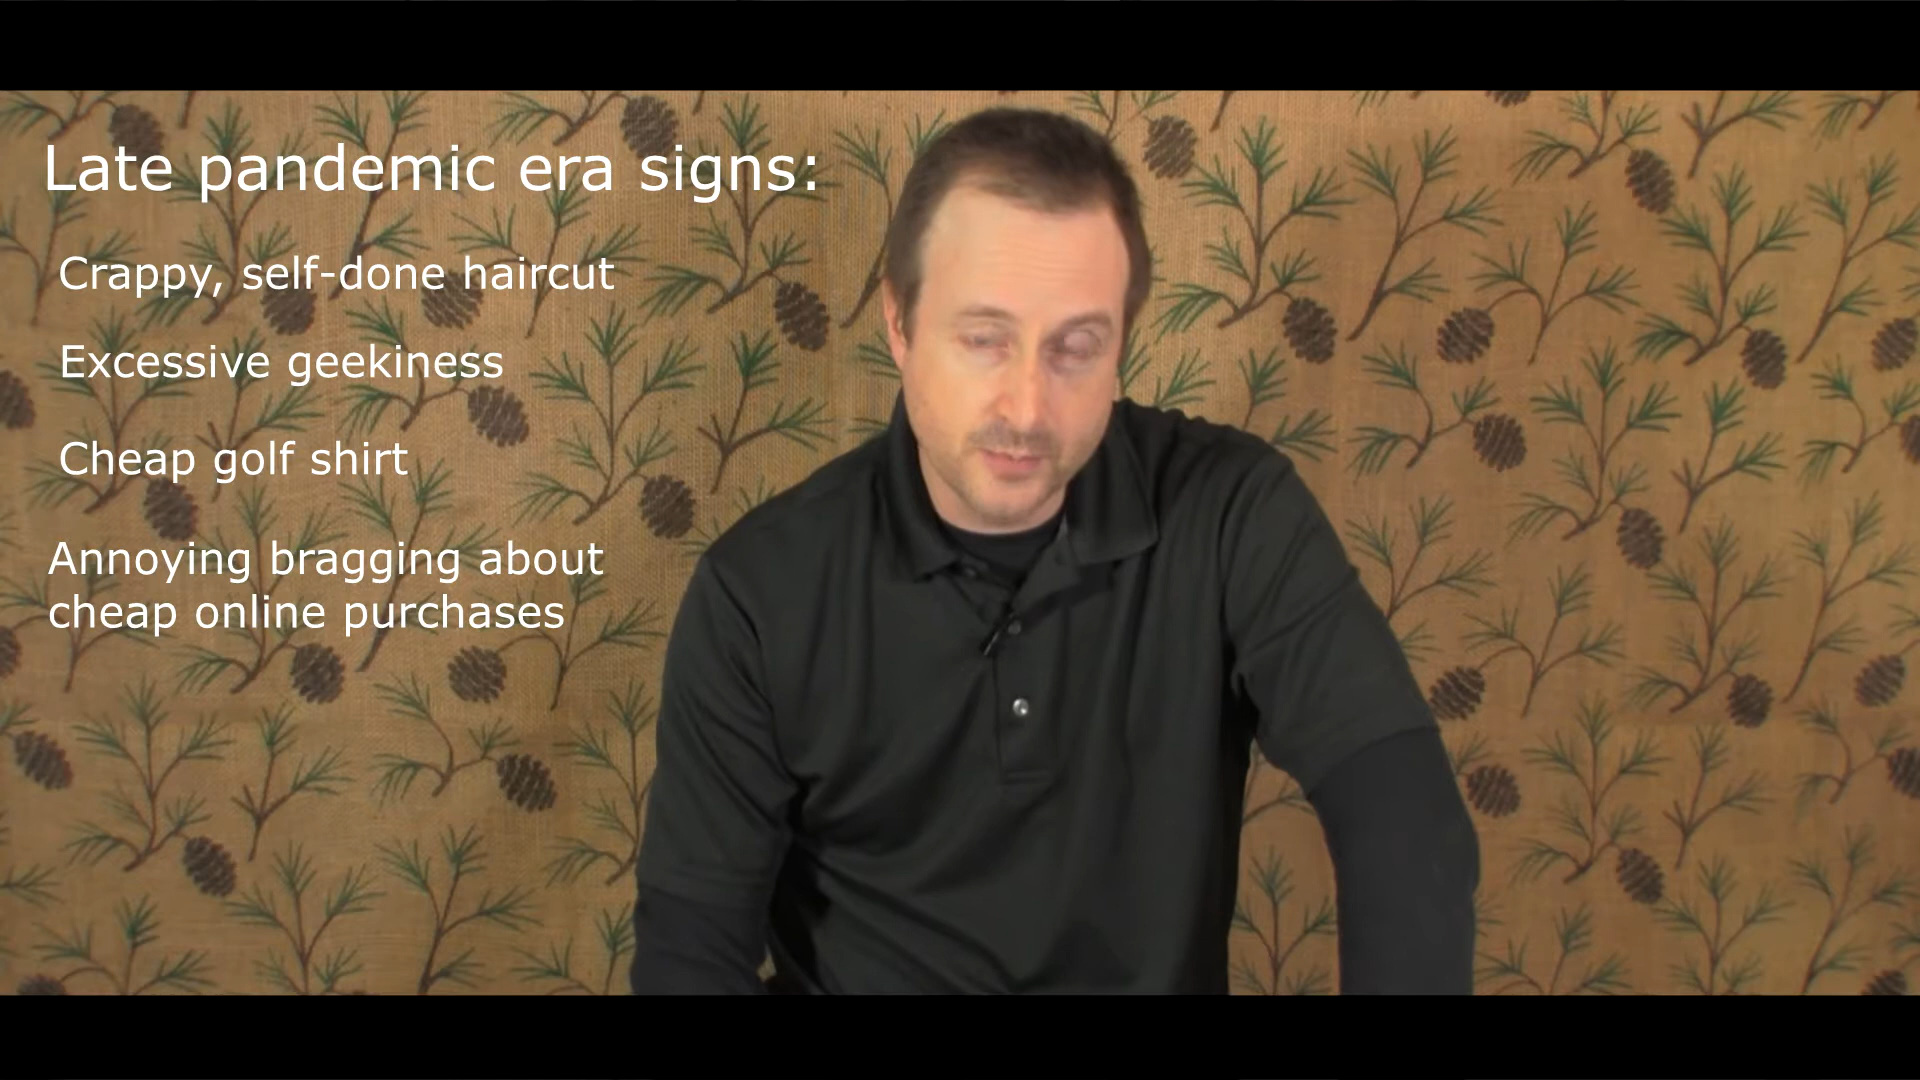 Late pandemic era signs:
Crappy, self-done haircut
Excessive geekiness
Cheap golf shirt
Annoying bragging about
cheap online purchases